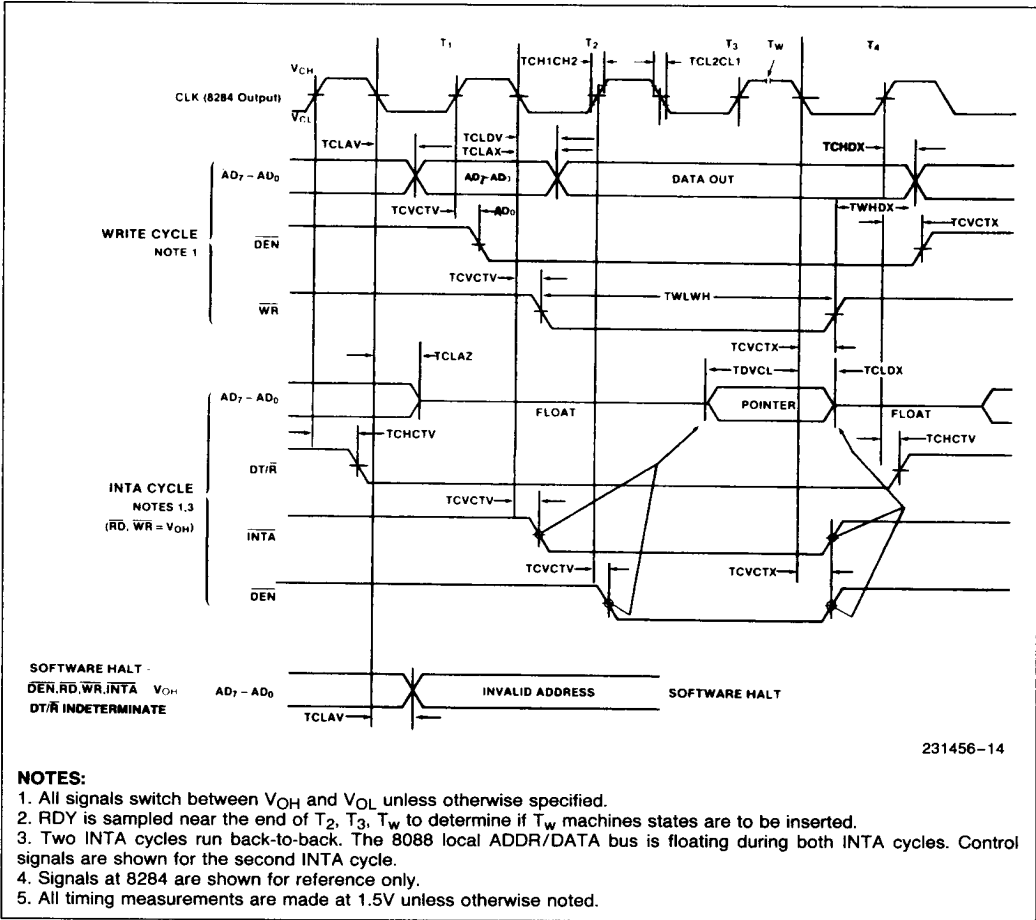 T1 T2 T3 TW T4
TCH1CH2 TCL2CL1
VCH
CLK (8284 Output)
VCL
TCLAV
TCLDV
TCLAX
TCHDX
AD7 – AD0
AD7-AD0
DATA OUT
TCVCTV
AD0
TWHDX
TCVCTX
WRITE CYCLE
NOTE 1
DEN
TCVCTV
TWLWH
WR
TCVCTX
TCLAZ
TDVCL
TCLDX
AD7 – AD0
FLOAT
POINTER
FLOAT
TCHCTV
TCHCTV
DT/R
INTA CYCLE
NOTES 1,3
(RD, WR = VOH)
TCVCTV
INTA
TCVCTV
TCVCTX
DEN
SOFTWARE HALT -
DEN,RD,WR,INTA VOH
DT/R INDETERMINATE
AD7 – AD0
INVALID ADDRESS
SOFTWARE HALT
TCLAV
231456–14
NOTES:
1. All signals switch between VOH and VOL unless otherwise specified.
2. RDY is sampled near the end of T2, T3, TW to determine if TW machines states are to be inserted.
3. Two INTA cycles run back-to-back. The 8088 local ADDR/DATA bus is floating during both INTA cycles. Control
signals are shown for the second INTA cycle.
4. Signals at 8284 are shown for reference only.
5. All timing measurements are made at 1.5V unless otherwise noted.